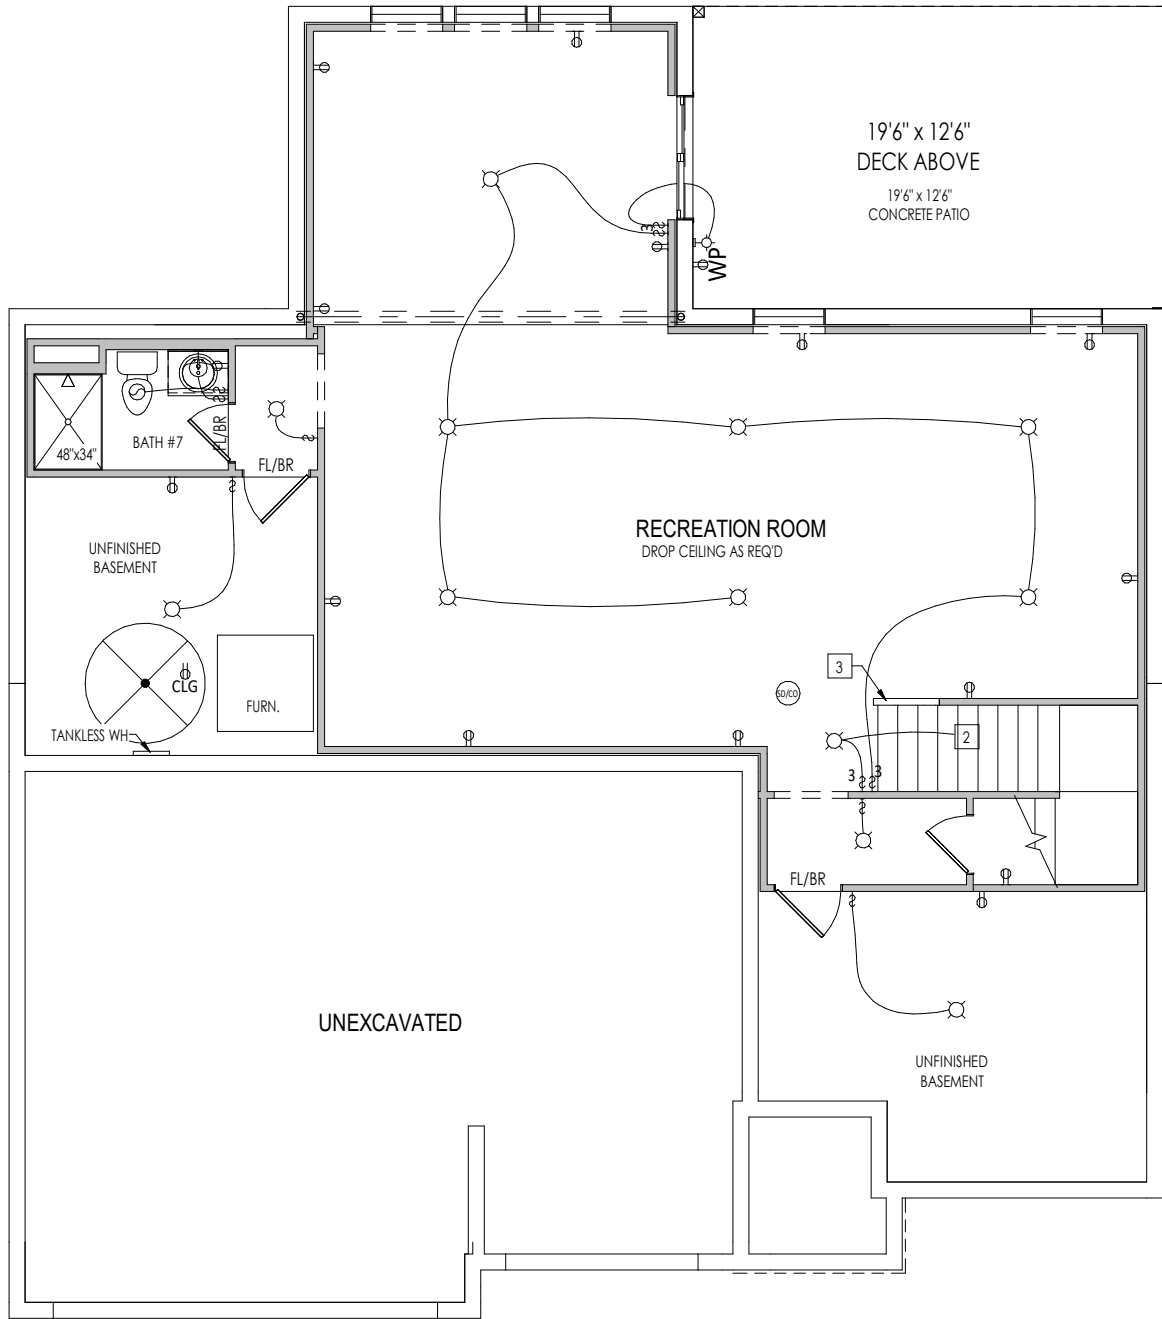 19'6" x 12'6"
DECK ABOVE
19'6" x 12'6"
CONCRETE PATIO
3
WP
BATH #7
FL/BR
48"x34"
FL/BR
RECREATION ROOM
DROP CEILING AS REQ'D
UNFINISHED
BASEMENT
3
SD/CO
CLG
FURN.
TANKLESS WH
2
3
3
FL/BR
UNEXCAVATED
UNFINISHED
BASEMENT